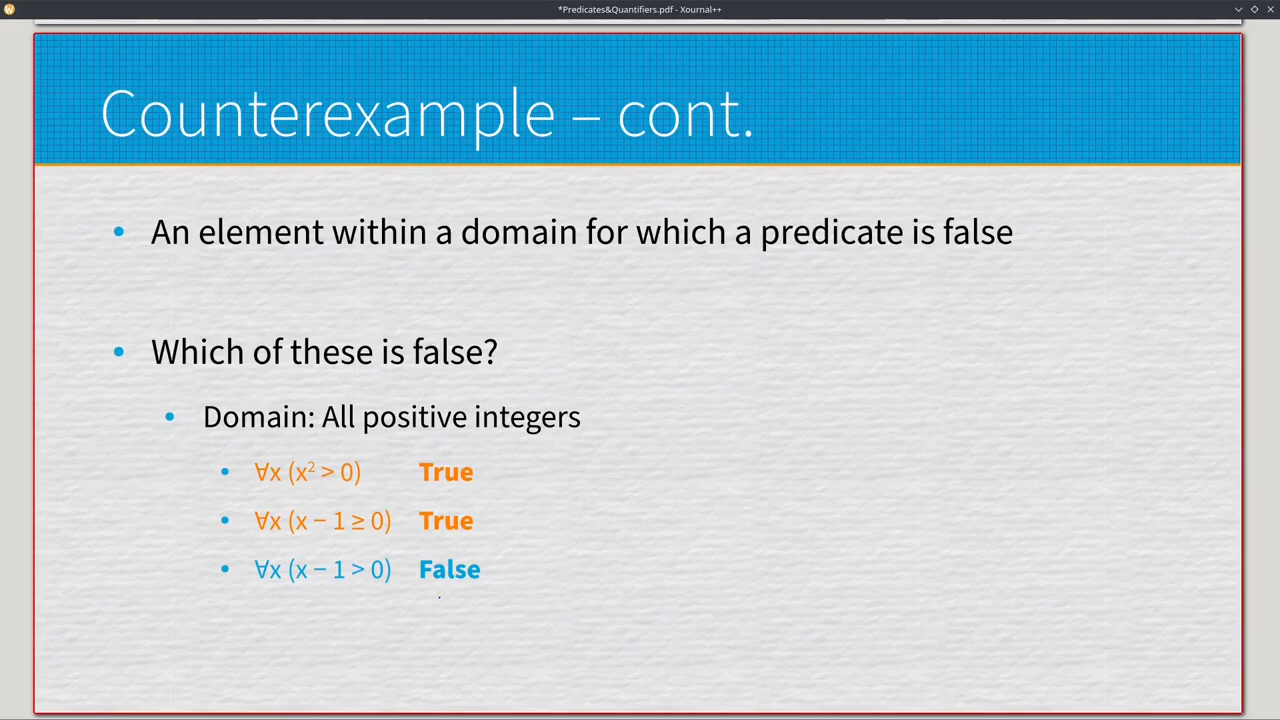 *Predicates&Quantifiers.pdf - Xournal++
Counterexample – cont.
• An element within a domain for which a predicate is false
• Which of these is false?
• Domain: All positive integers
• ∀x (x² > 0) True
• ∀x (x − 1 ≥ 0) True
• ∀x (x − 1 > 0) False